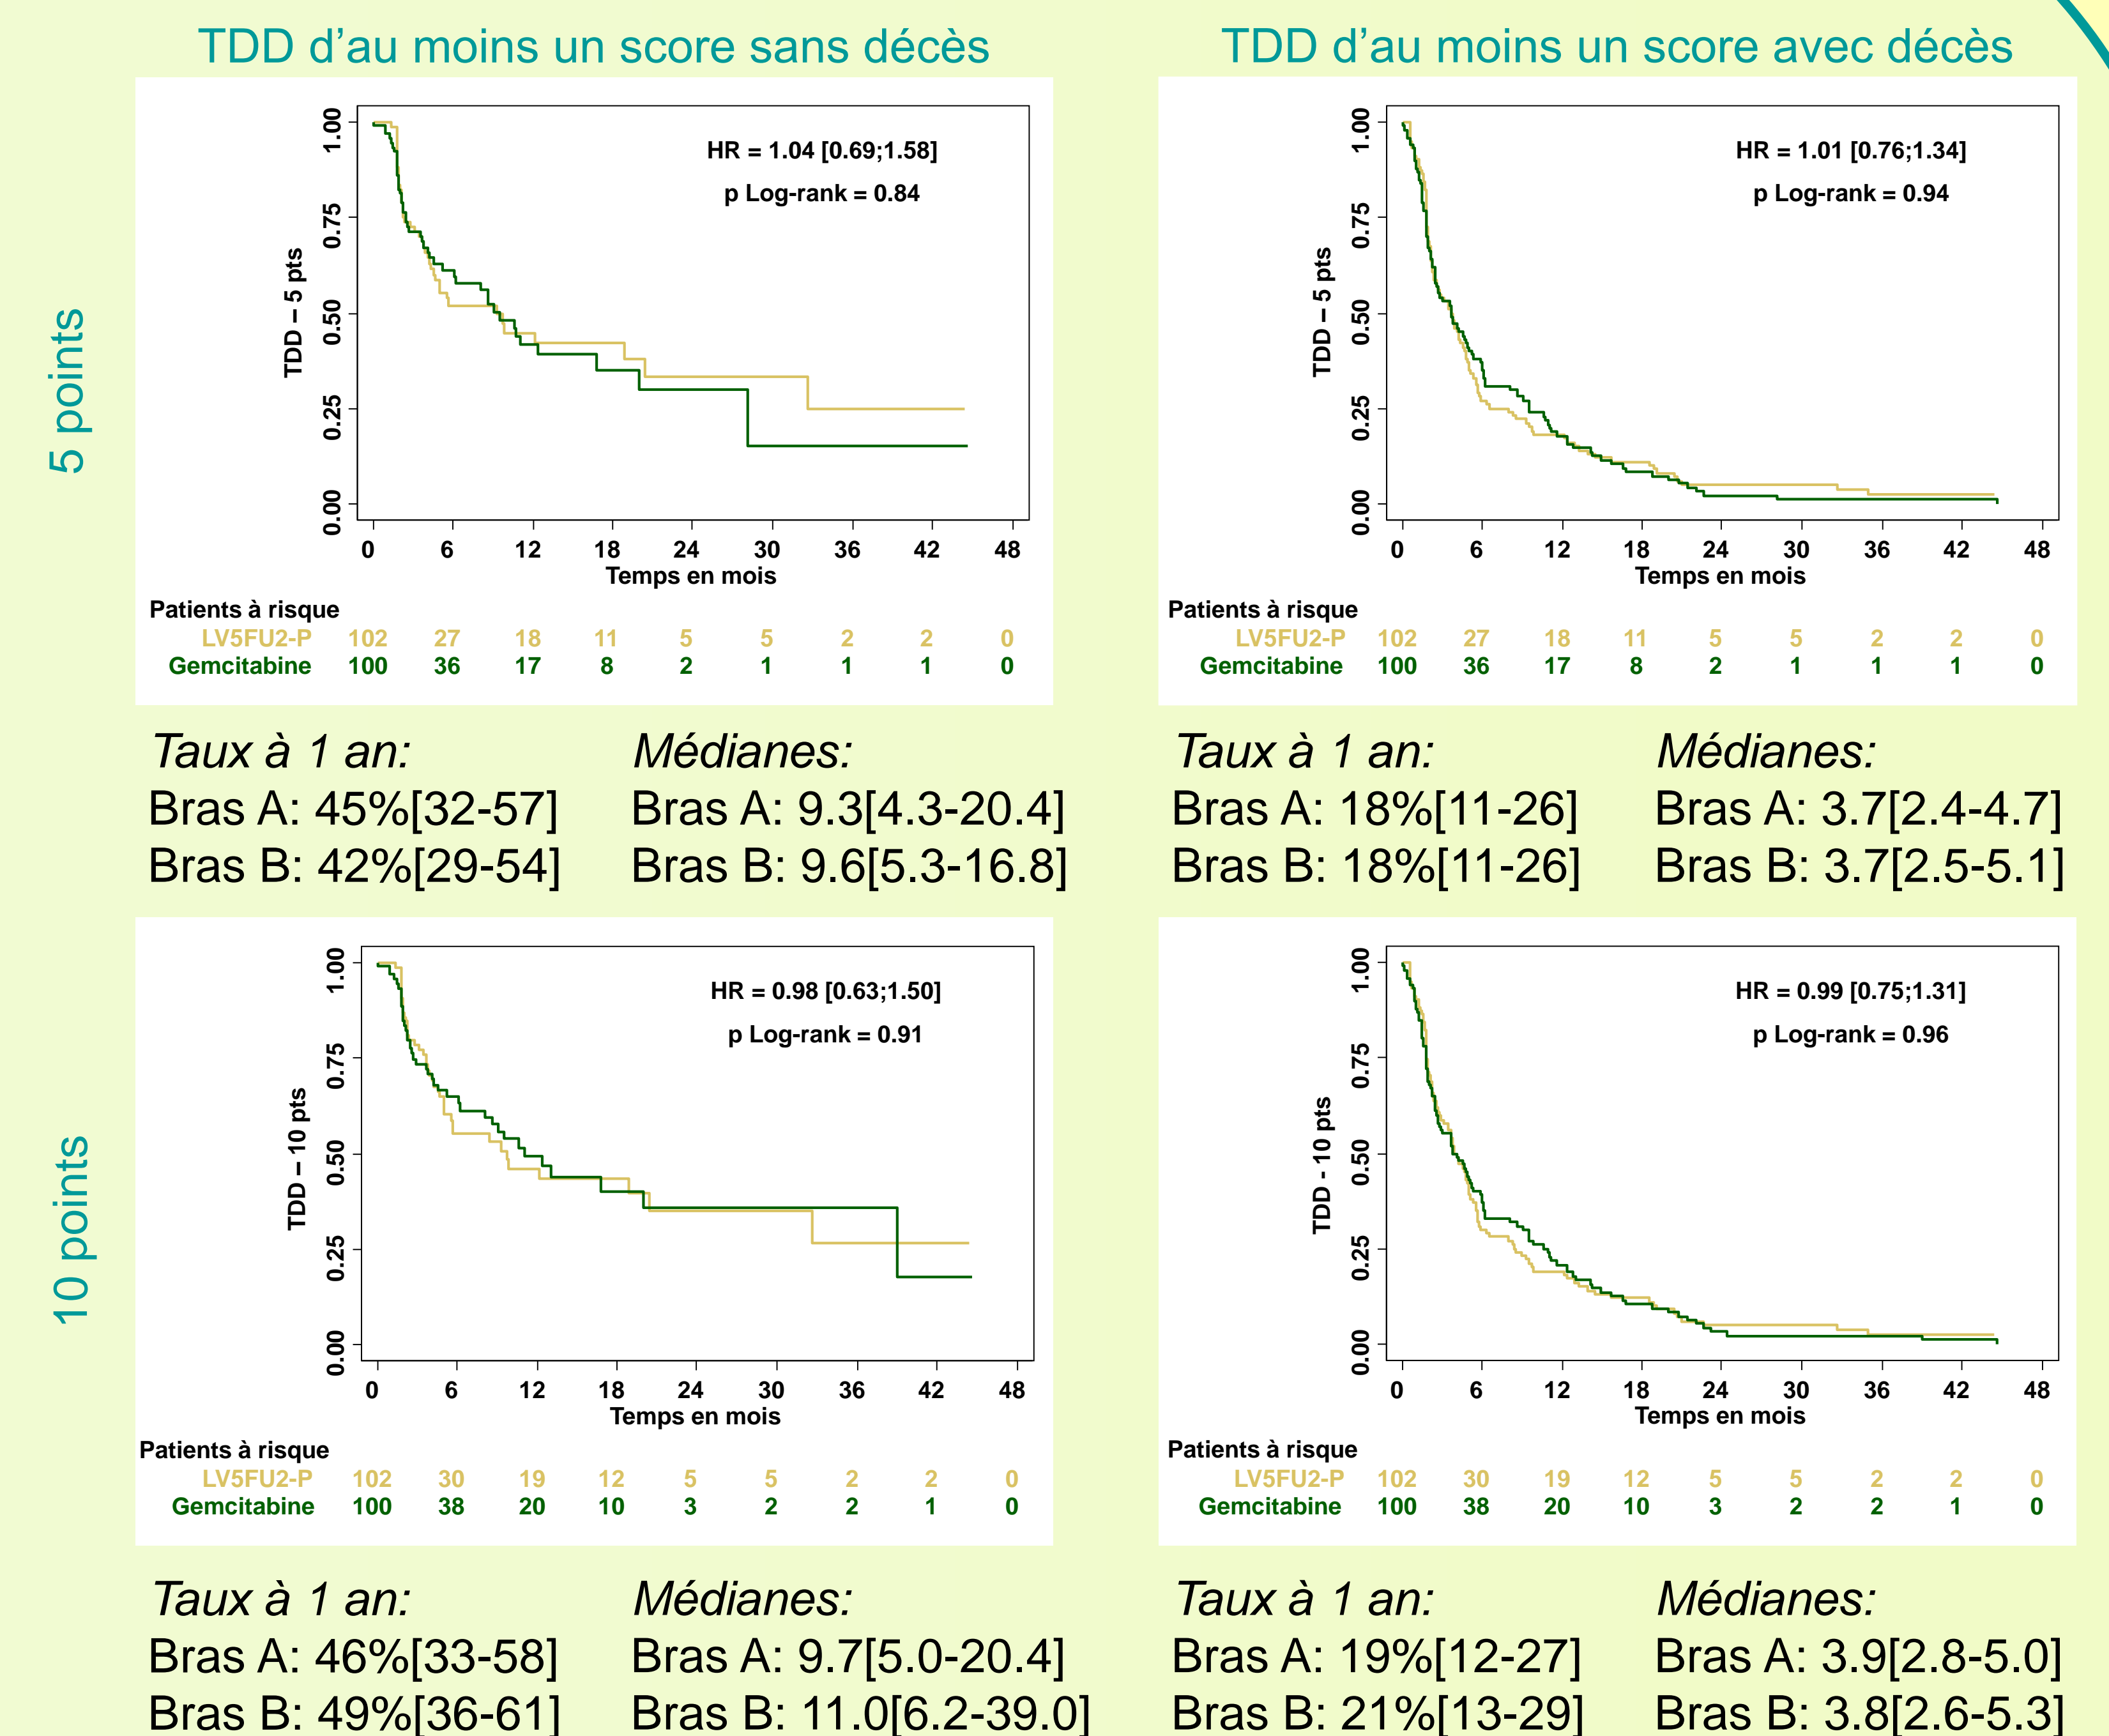 TDD d'au moins un score sans décès
TDD d'au moins un score avec décès
5 points
TDD – 5 pts
1.00
0.75
0.50
0.25
0.00
HR = 1.04 [0.69;1.58]
p Log-rank = 0.84
0 6 12 18 24 30 36 42 48
Temps en mois
Patients à risque
LV5FU2-P 102 27 18 11 5 5 2 2 0
Gemcitabine 100 36 17 8 2 1 1 1 0
TDD – 5 pts
1.00
0.75
0.50
0.25
0.00
HR = 1.01 [0.76;1.34]
p Log-rank = 0.94
0 6 12 18 24 30 36 42 48
Temps en mois
Patients à risque
LV5FU2-P 102 27 18 11 5 5 2 2 0
Gemcitabine 100 36 17 8 2 1 1 1 0
Taux à 1 an:
Bras A: 45%[32-57]
Bras B: 42%[29-54]
Médianes:
Bras A: 9.3[4.3-20.4]
Bras B: 9.6[5.3-16.8]
Taux à 1 an:
Bras A: 18%[11-26]
Bras B: 18%[11-26]
Médianes:
Bras A: 3.7[2.4-4.7]
Bras B: 3.7[2.5-5.1]
10 points
TDD – 10 pts
1.00
0.75
0.50
0.25
0.00
HR = 0.98 [0.63;1.50]
p Log-rank = 0.91
0 6 12 18 24 30 36 42 48
Temps en mois
Patients à risque
LV5FU2-P 102 30 19 12 5 5 2 2 0
Gemcitabine 100 38 20 10 3 2 2 1 0
TDD - 10 pts
1.00
0.75
0.50
0.25
0.00
HR = 0.99 [0.75;1.31]
p Log-rank = 0.96
0 6 12 18 24 30 36 42 48
Temps en mois
Patients à risque
LV5FU2-P 102 30 19 12 5 5 2 2 0
Gemcitabine 100 38 20 10 3 2 2 1 0
Taux à 1 an:
Bras A: 46%[33-58]
Bras B: 49%[36-61]
Médianes:
Bras A: 9.7[5.0-20.4]
Bras B: 11.0[6.2-39.0]
Taux à 1 an:
Bras A: 19%[12-27]
Bras B: 21%[13-29]
Médianes:
Bras A: 3.9[2.8-5.0]
Bras B: 3.8[2.6-5.3]